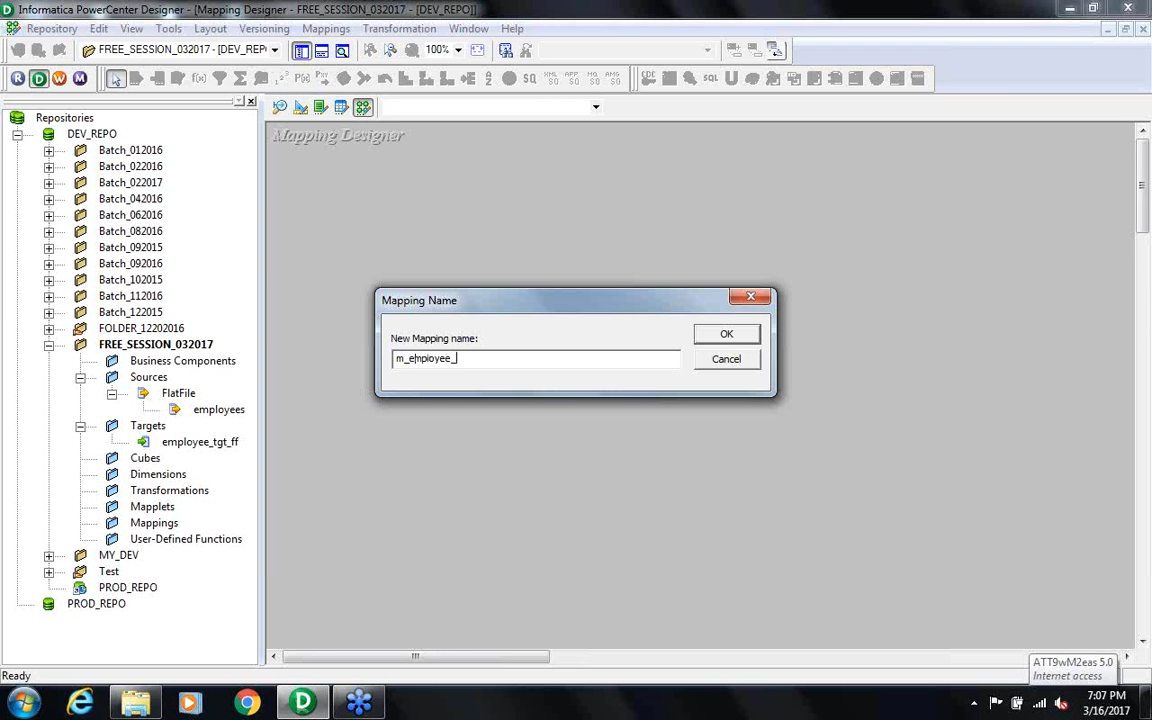 Informatica PowerCenter Designer - [Mapping Designer - FREE_SESSION_032017 - [DEV_REPO]]
Repository Edit View Tools Layout Versioning Mappings Transformation Window Help
FREE_SESSION_032017 - [DEV_REP( 100%
R D W M f(x) SQ SQL
Repositories
Mapping Designer
DEV_REPO
Batch_012016
Batch_022016
Batch_022017
Batch_042016
Batch_062016
Batch_082016
Batch_092015
Batch_092016
Batch_102015
Batch_112016
Batch_122015
FOLDER_12202016
FREE_SESSION_032017
Business Components
Sources
FlatFile
employees
Targets
employee_tgt_ff
Cubes
Dimensions
Transformations
Mapplets
Mappings
User-Defined Functions
MY_DEV
Test
PROD_REPO
PROD_REPO
Mapping Name
New Mapping name:
OK
m_empioyee_
Cancel
ATT9wM2eas 5.0
Internet access
Ready
7:07 PM
3/16/2017